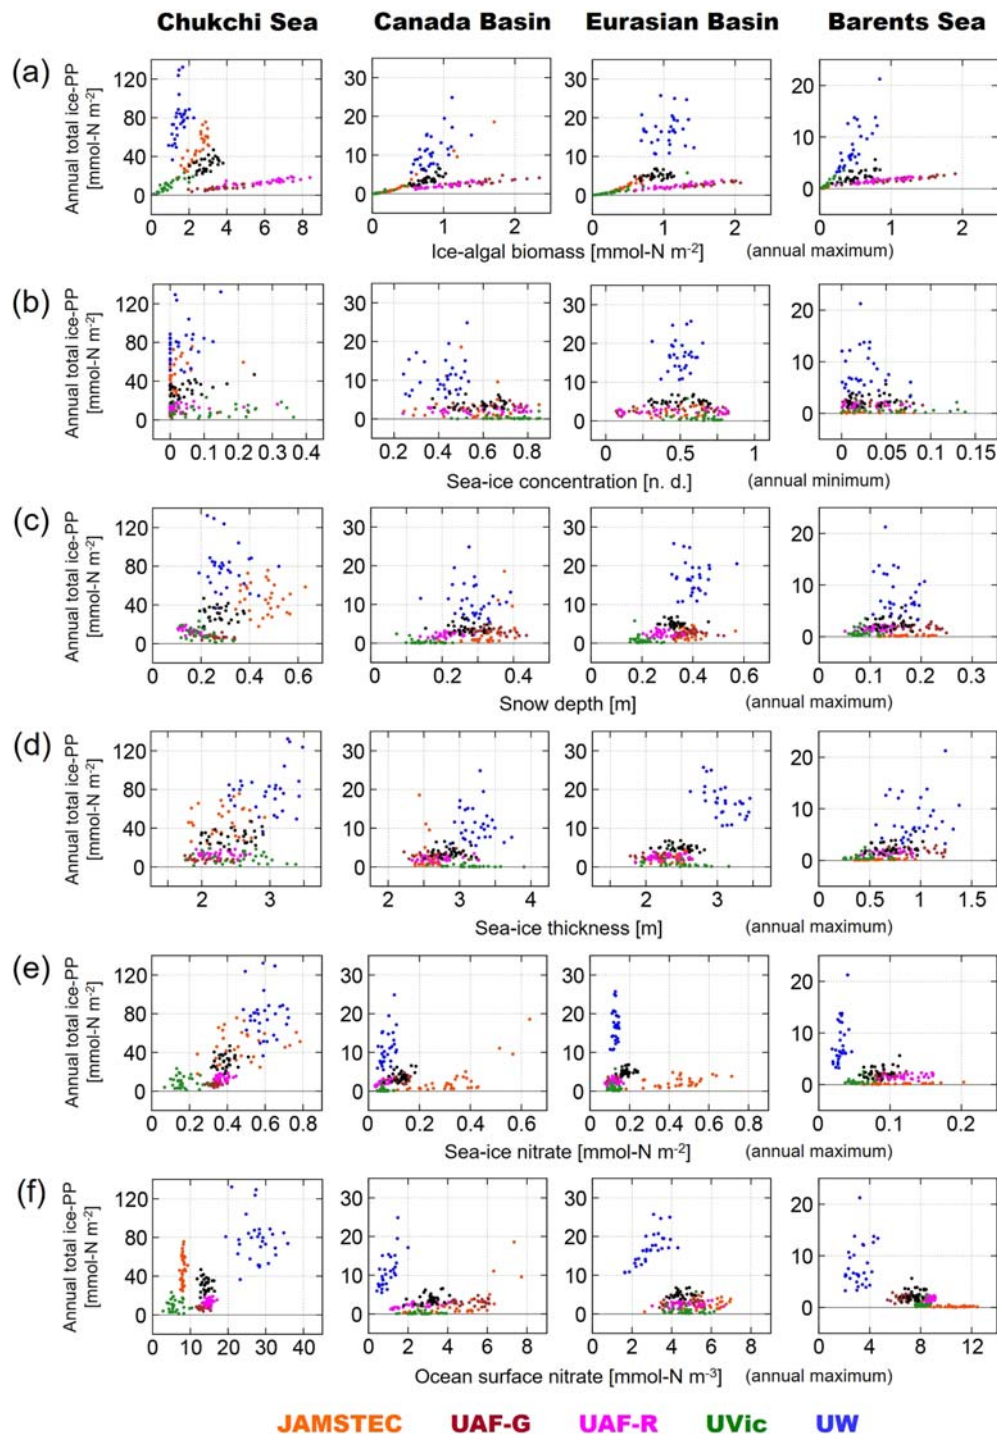 Chukchi Sea Canada Basin Eurasian Basin Barents Sea
(a)
Annual total ice-PP
[mmol-N m-2]
120 80 40 0
30 20 10 0
30 20 10 0
30 20 10 0
0 2 4 6 8
0 1 2
0 1 2
0 1 2
Ice-algal biomass [mmol-N m-2] (annual maximum)
(b)
Annual total ice-PP
[mmol-N m-2]
120 80 40 0
30 20 10 0
30 20 10 0
30 20 10 0
0 0.1 0.2 0.3 0.4
0.2 0.4 0.6 0.8
0 0.5 1
0 0.05 0.1 0.15
Sea-ice concentration [n. d.] (annual minimum)
(c)
Annual total ice-PP
[mmol-N m-2]
120 80 40 0
30 20 10 0
30 20 10 0
30 20 10 0
0 0.2 0.4 0.6
0 0.2 0.4
0 0.2 0.4 0.6
0 0.1 0.2 0.3
Snow depth [m] (annual maximum)
(d)
Annual total ice-PP
[mmol-N m-2]
120 80 40 0
30 20 10 0
30 20 10 0
30 20 10 0
2 3
2 3 4
2 3
0 0.5 1 1.5
Sea-ice thickness [m] (annual maximum)
(e)
Annual total ice-PP
[mmol-N m-2]
120 80 40 0
30 20 10 0
30 20 10 0
30 20 10 0
0 0.2 0.4 0.6 0.8
0 0.2 0.4 0.6
0 0.2 0.4 0.6 0.8
0 0.1 0.2
Sea-ice nitrate [mmol-N m-2] (annual maximum)
(f)
Annual total ice-PP
[mmol-N m-2]
120 80 40 0
30 20 10 0
30 20 10 0
30 20 10 0
0 10 20 30 40
0 2 4 6 8
0 2 4 6 8
0 4 8 12
Ocean surface nitrate [mmol-N m-3] (annual maximum)
JAMSTEC UAF-G UAF-R UVic UW